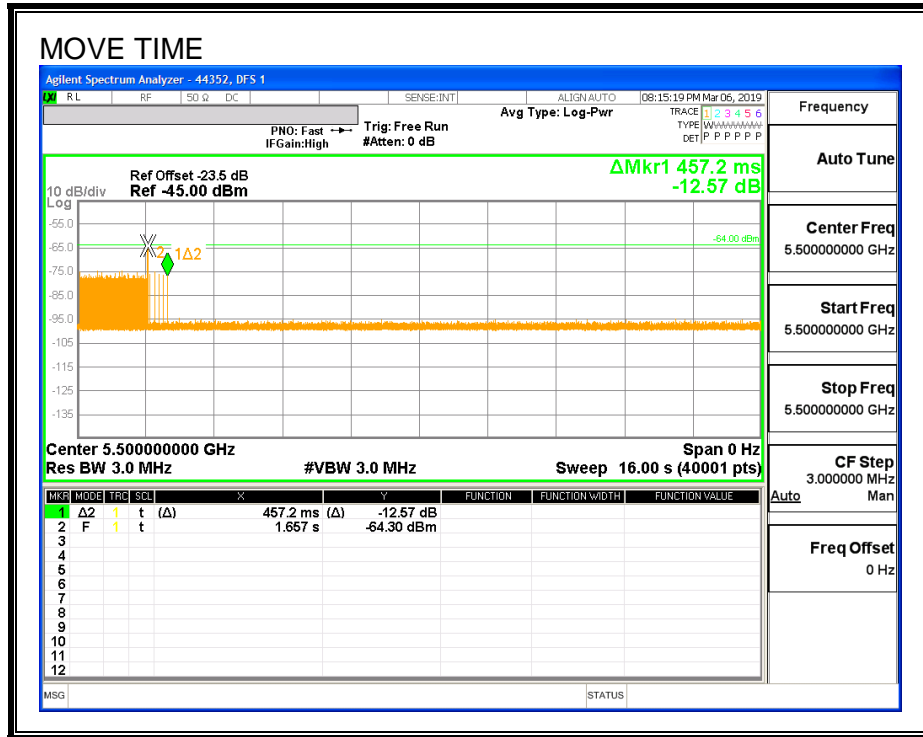 MOVE TIME
Agilent Spectrum Analyzer - 44352, DFS 1
LXI RL RF 50 Ω DC SENSE:INT ALIGN AUTO 08:15:19 PM Mar 06, 2019
PNO: Fast Trig: Free Run Avg Type: Log-Pwr TRACE 1 2 3 4 5 6
IFGain:High #Atten: 0 dB TYPE
DET P P P P P P
Frequency
Auto Tune
Center Freq
5.500000000 GHz
Start Freq
5.500000000 GHz
Stop Freq
5.500000000 GHz
CF Step
3.000000 MHz
Auto Man
Freq Offset
0 Hz
ΔMkr1 457.2 ms
-12.57 dB
Ref Offset -23.5 dB
10 dB/div Ref -45.00 dBm
Log
-55.0
-65.0
-75.0
-85.0
-95.0
-105
-115
-125
-135
2 1Δ2
-64.00 dBm
Center 5.500000000 GHz Span 0 Hz
Res BW 3.0 MHz #VBW 3.0 MHz Sweep 16.00 s (40001 pts)
MKR MODE TRC SCL X Y FUNCTION FUNCTION WIDTH FUNCTION VALUE
1 Δ2 1 t (Δ) 457.2 ms (Δ) -12.57 dB
2 F 1 t 1.657 s -64.30 dBm
3
4
5
6
7
8
9
10
11
12
MSG STATUS